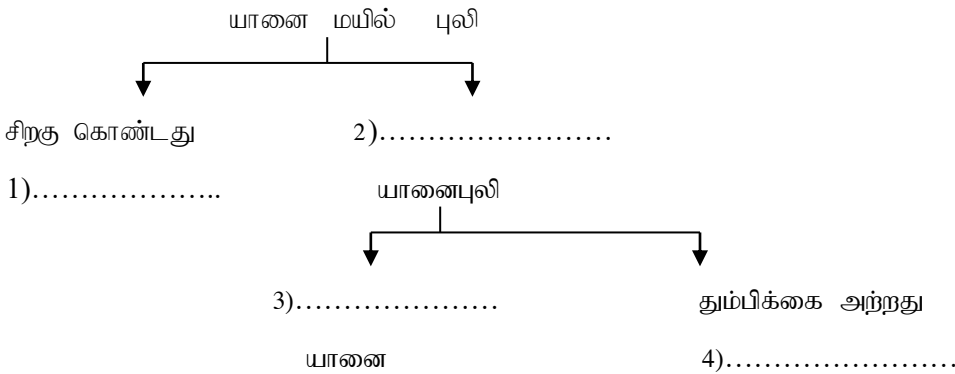 யானை மயில் புலி
சிறகு கொண்டது 2)........................
1)..................... யானைபுலி
3)..................... தும்பிக்கை அற்றது
யானை 4)........................